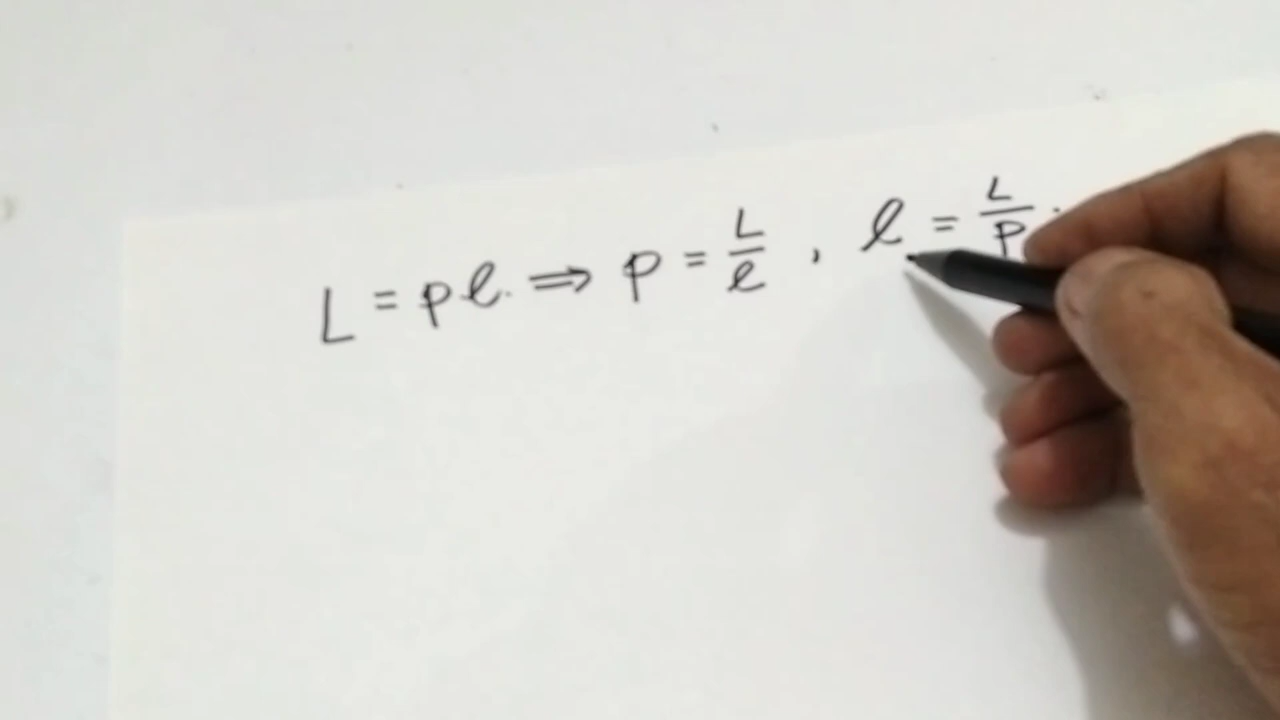 L = pl. ⇒ p = L/l , l = L/p.